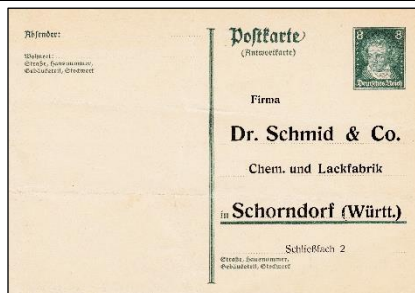 Absender:
Wohnort:
Straße, Hausnummer,
Gebäudeteil, Stockwerk
Postkarte
(Antwortkarte)
8 8
Deutsches Reich
Firma
Dr. Schmid & Co.
Chem. und Lackfabrik
in Schorndorf (Württ.)
Schließfach 2
Straße, Hausnummer,
Gebäudeteil, Stockwerk